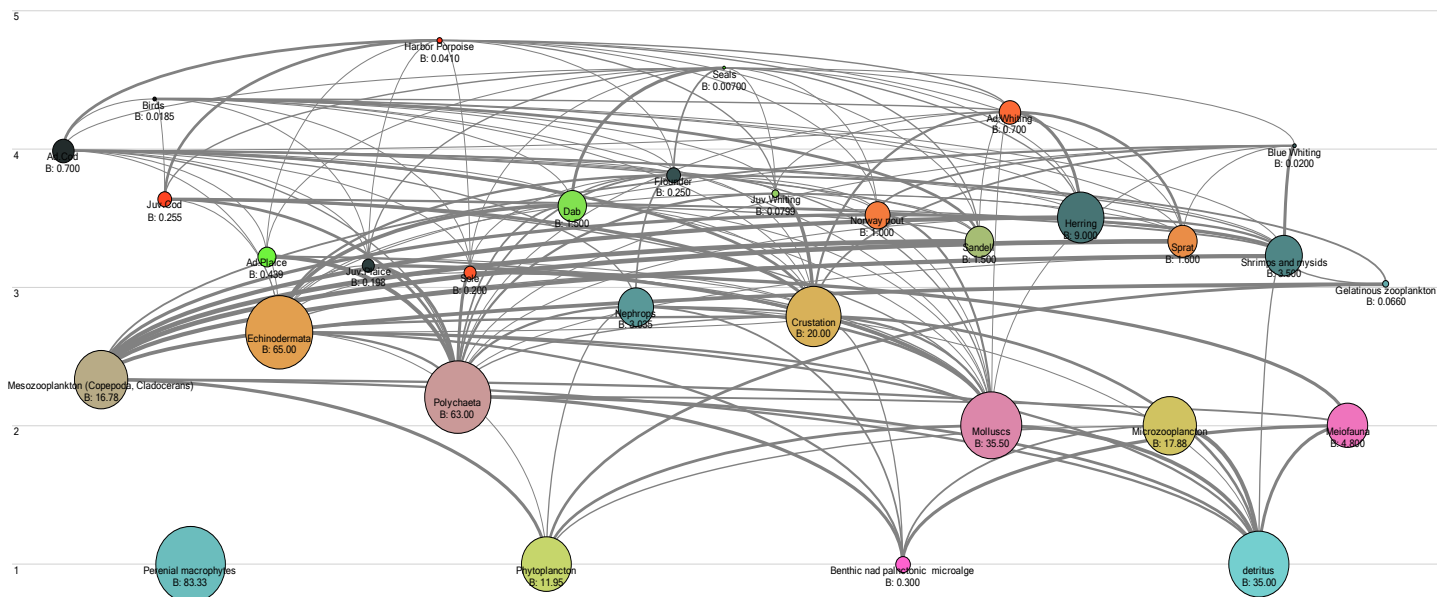 5
Harbor Porpoise
B: 0.0410
Seals
B: 0.00700
Birds
B: 0.0185
Ad.Whiting
B: 0.700
4
Ad.Cod
B: 0.700
Blue Whiting
B: 0.0200
Flounder
B: 0.250
Juv.Cod
B: 0.255
Juv.Whiting
B: 0.0799
Dab
B: 1.500
Norway pout
B: 1.000
Herring
B: 9.000
Sandell
B: 1.500
Sprat
B: 1.600
Ad.Plaice
B: 0.439
Juv.Plaice
B: 0.198
Sole
B: 0.200
Shrimps and mysids
B: 3.500
3
Gelatinous zooplankton
B: 0.0660
Nephrops
B: 3.035
Crustation
B: 20.00
Echinodermata
B: 65.00
Mesozooplankton (Copepoda, Cladocerans)
B: 16.78
Polychaeta
B: 63.00
2
Molluscs
B: 35.50
Microzooplancton
B: 17.88
Meiofauna
B: 4.800
1
Perenial macrophytes
B: 83.33
Phytoplancton
B: 11.95
Benthic nad palnctonic microalge
B: 0.300
detritus
B: 35.00